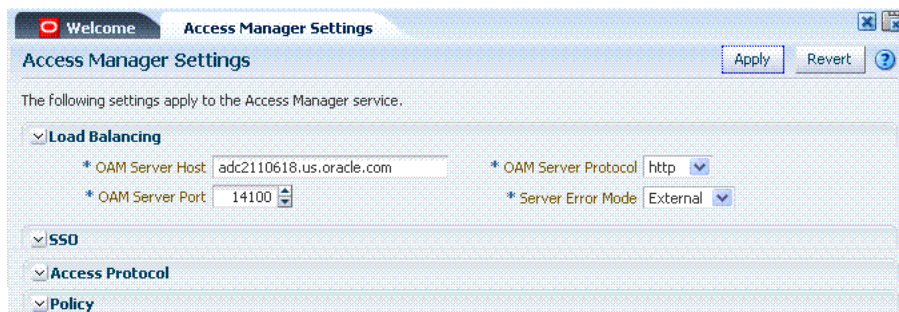 Welcome Access Manager Settings
Access Manager Settings Apply Revert ?
The following settings apply to the Access Manager service.
Load Balancing
* OAM Server Host adc2110618.us.oracle.com * OAM Server Protocol http
* OAM Server Port 14100 * Server Error Mode External
SSO
Access Protocol
Policy